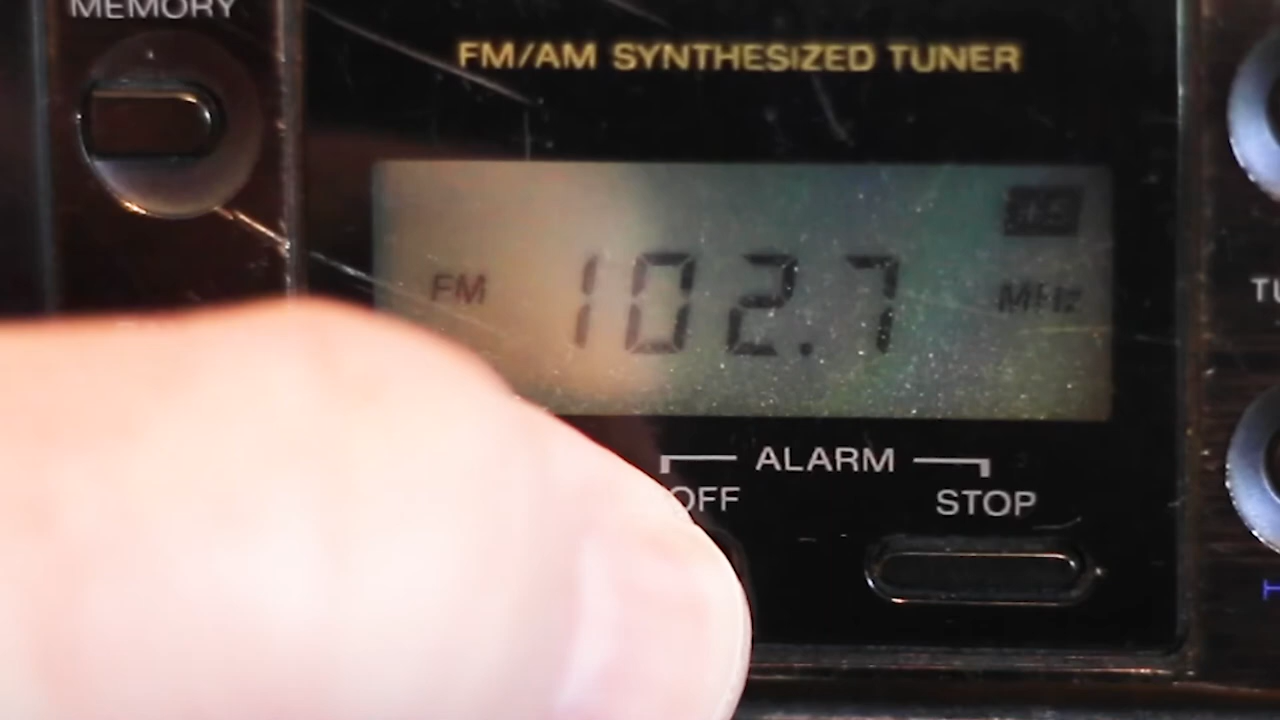 MEMORY
FM/AM SYNTHESIZED TUNER
FM 102.7 MHz
ALARM
OFF STOP